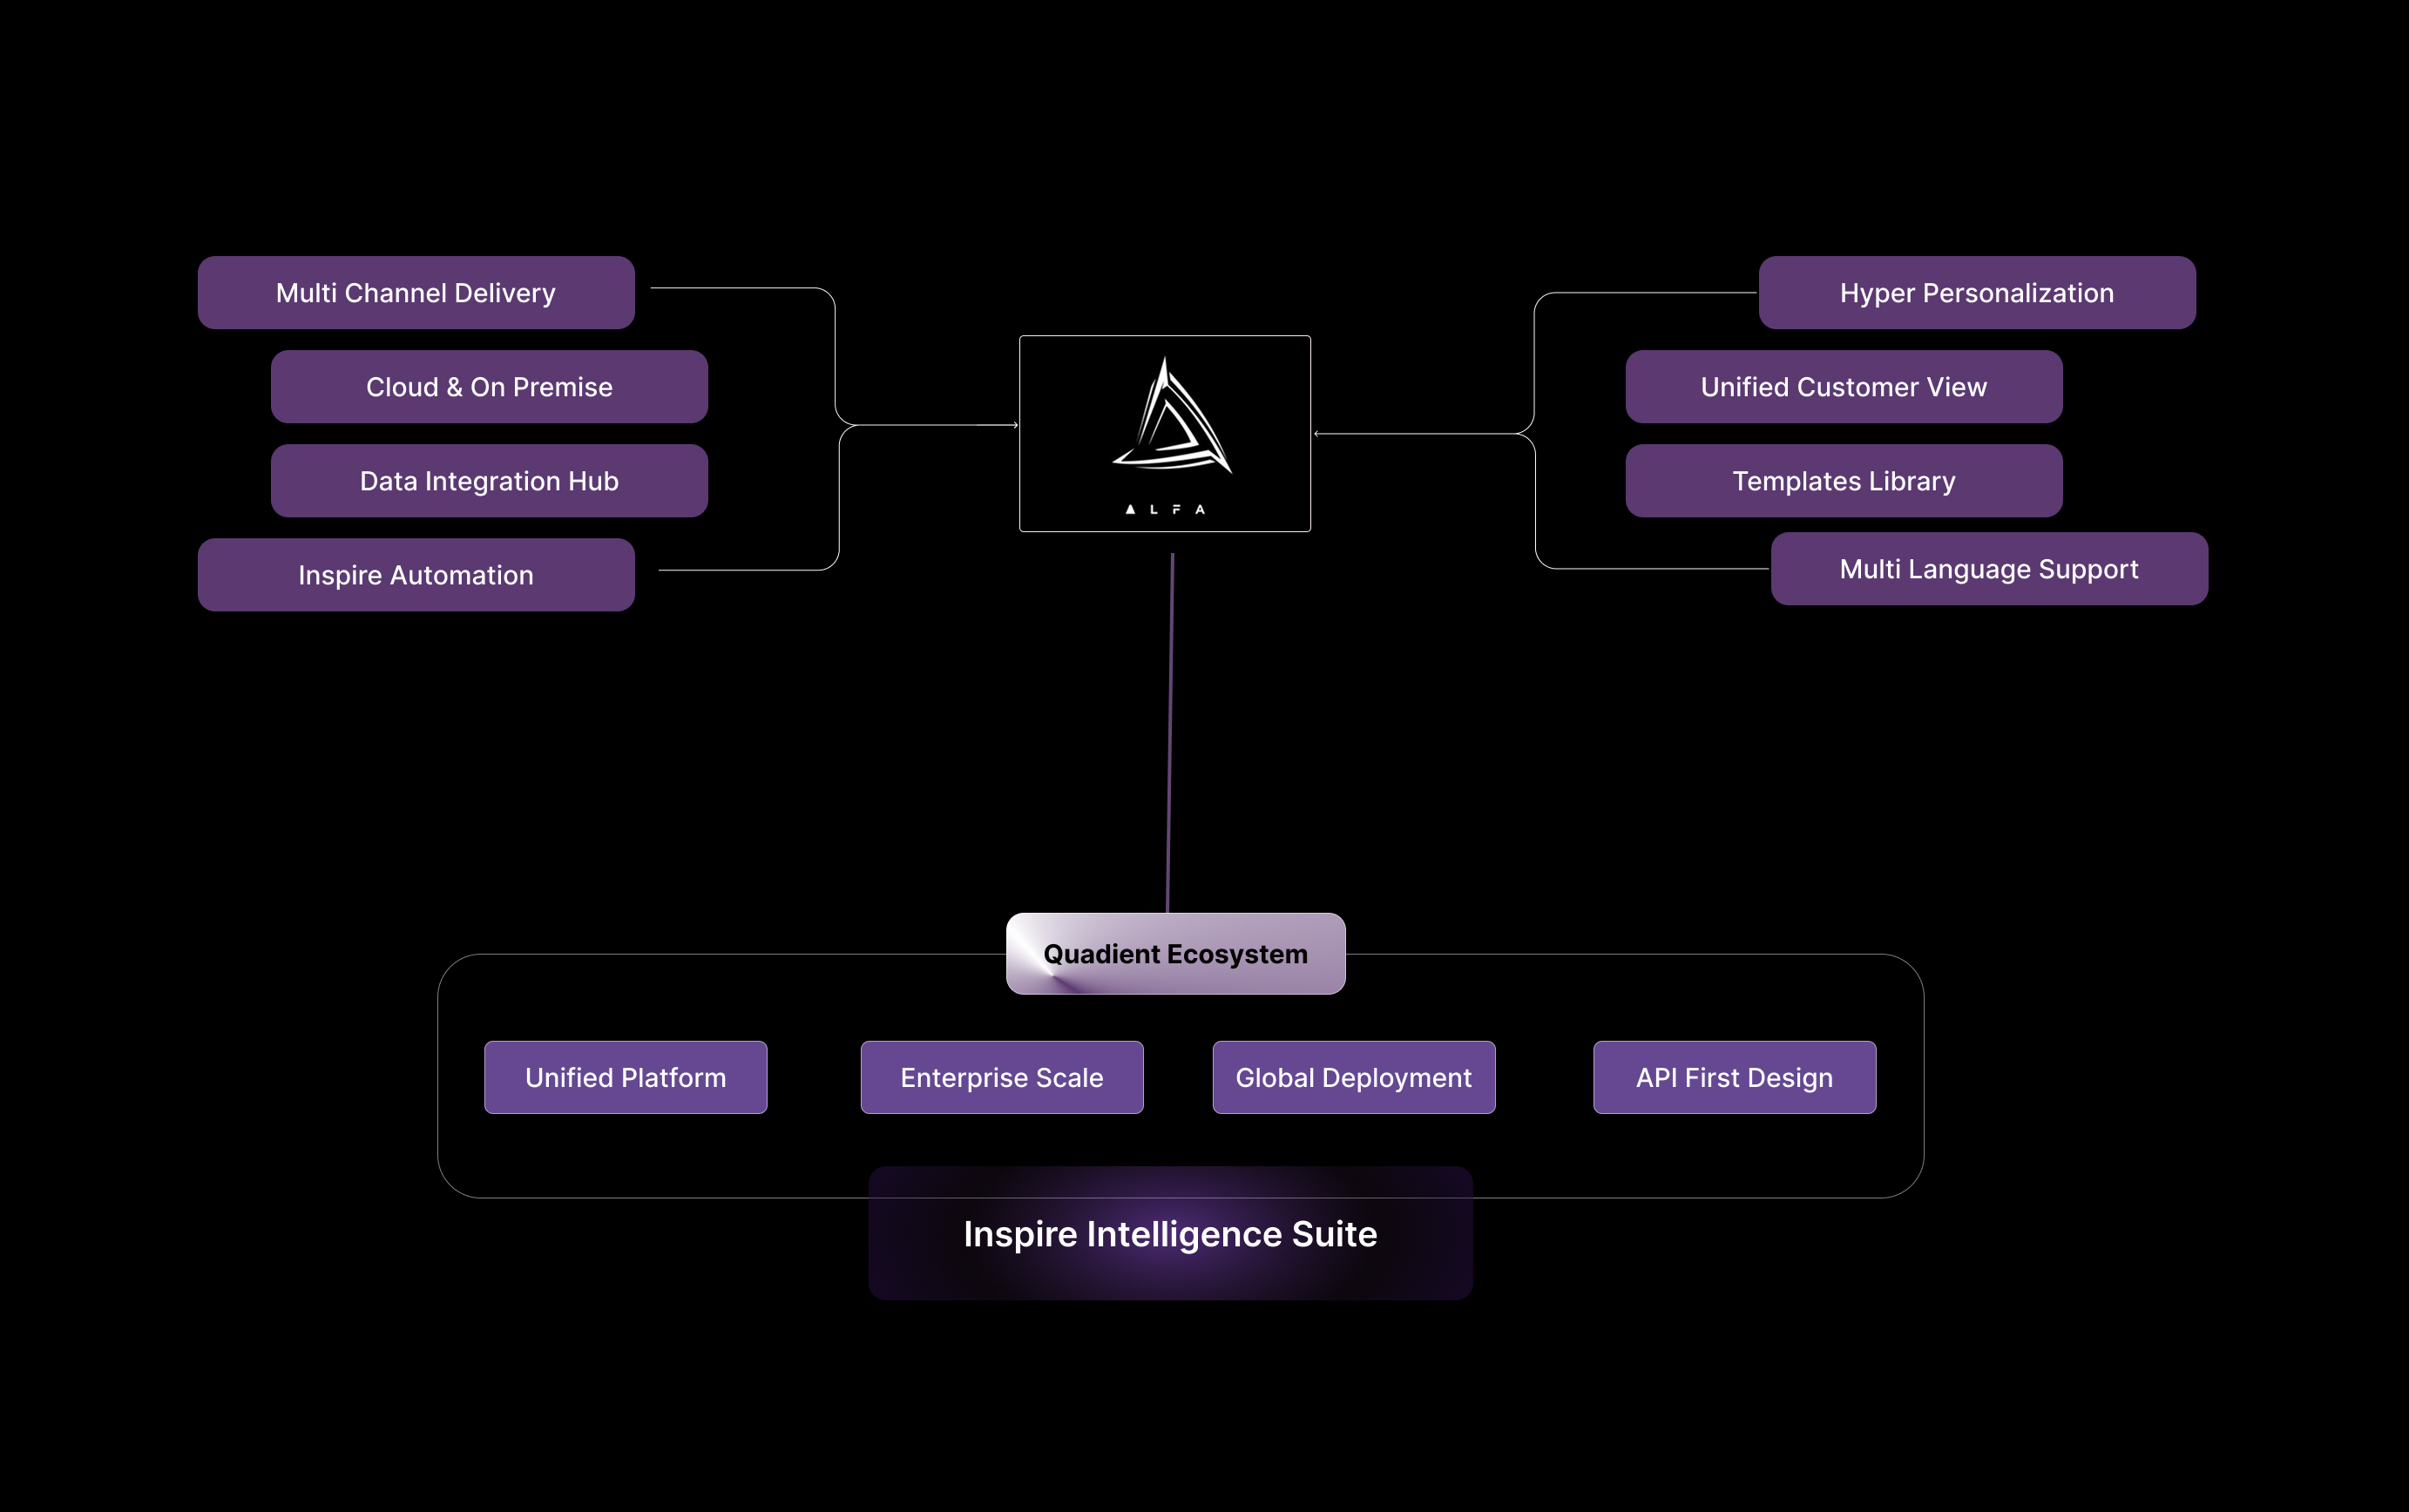 Multi Channel Delivery
Cloud & On Premise
Data Integration Hub
Inspire Automation
ALFA
Hyper Personalization
Unified Customer View
Templates Library
Multi Language Support
Quadient Ecosystem
Unified Platform
Enterprise Scale
Global Deployment
API First Design
Inspire Intelligence Suite